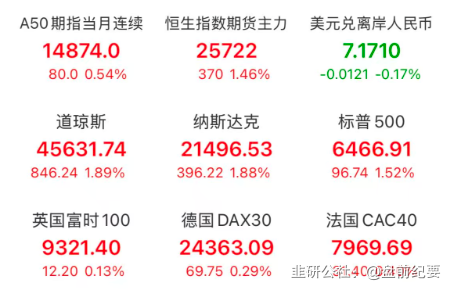 A50期指当月连续 恒生指数期货主力 美元兑离岸人民币
14874.0 25722 7.1710
80.0 0.54% 370 1.46% -0.0121 -0.17%
道琼斯 纳斯达克 标普500
45631.74 21496.53 6466.91
846.24 1.89% 396.22 1.88% 96.74 1.52%
英国富时100 德国DAX30 法国CAC40
9321.40 24363.09 7969.69
12.20 0.13% 69.75 0.29%
韭研公社：@盘前纪要